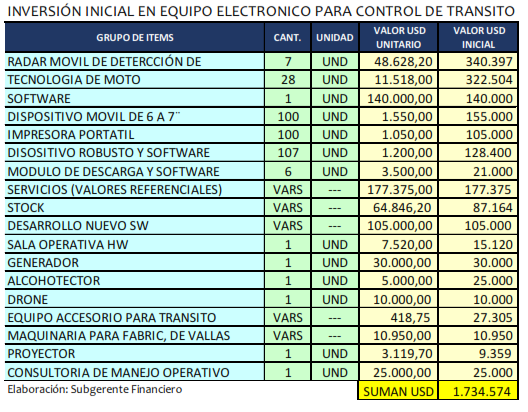 INVERSIÓN INICIAL EN EQUIPO ELECTRONICO PARA CONTROL DE TRANSITO
GRUPO DE ITEMS CANT. UNIDAD VALOR USD UNITARIO VALOR USD INICIAL
RADAR MOVIL DE DETERCCIÓN DE 7 UND 48.628,20 340.397
TECNOLOGIA DE MOTO 28 UND 11.518,00 322.504
SOFTWARE 1 UND 140.000,00 140.000
DISPOSITIVO MOVIL DE 6 A 7¨ 100 UND 1.550,00 155.000
IMPRESORA PORTATIL 100 UND 1.050,00 105.000
DISOSITIVO ROBUSTO Y SOFTWARE 107 UND 1.200,00 128.400
MODULO DE DESCARGA Y SOFTWARE 6 UND 3.500,00 21.000
SERVICIOS (VALORES REFERENCIALES) VARS --- 177.375,00 177.375
STOCK VARS --- 64.846,20 87.164
DESARROLLO NUEVO SW VARS --- 105.000,00 105.000
SALA OPERATIVA HW 1 UND 7.520,00 15.120
GENERADOR 1 UND 30.000,00 30.000
ALCOHOTECTOR 1 UND 5.000,00 25.000
DRONE 1 UND 10.000,00 10.000
EQUIPO ACCESORIO PARA TRANSITO VARS --- 418,75 27.305
MAQUINARIA PARA FABRIC, DE VALLAS VARS --- 10.950,00 10.950
PROYECTOR 1 UND 3.119,70 9.359
CONSULTORIA DE MANEJO OPERATIVO 1 UND 25.000,00 25.000
Elaboración: Subgerente Financiero SUMAN USD 1.734.574